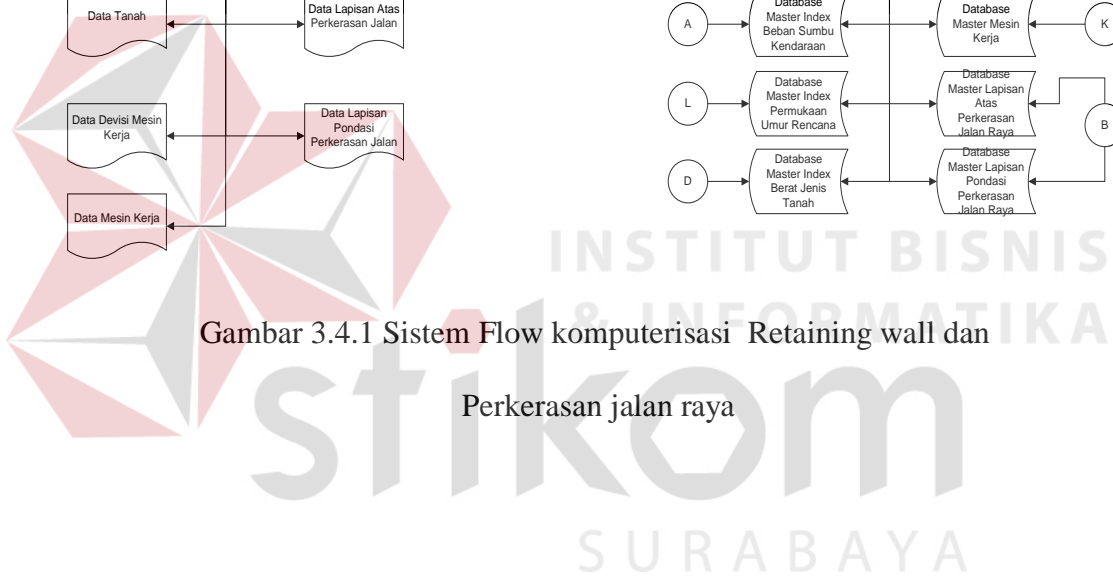 Data Tanah
Data Lapisan Atas
Perkerasan Jalan
Data Devisi Mesin
Kerja
Data Lapisan
Pondasi
Perkerasan Jalan
Data Mesin Kerja
A
Database
Master Index
Beban Sumbu
Kendaraan
Database
Master Mesin
Kerja
K
L
Database
Master Index
Permukaan
Umur Rencana
Database
Master Lapisan
Atas
Perkerasan
Jalan Raya
B
D
Database
Master Index
Berat Jenis
Tanah
Database
Master Lapisan
Pondasi
Perkerasan
Jalan Raya
INSTITUT BISNIS
& INFORMATIKA
Gambar 3.4.1 Sistem Flow komputerisasi  Retaining wall dan
Perkerasan jalan raya
stikom
SURABAYA